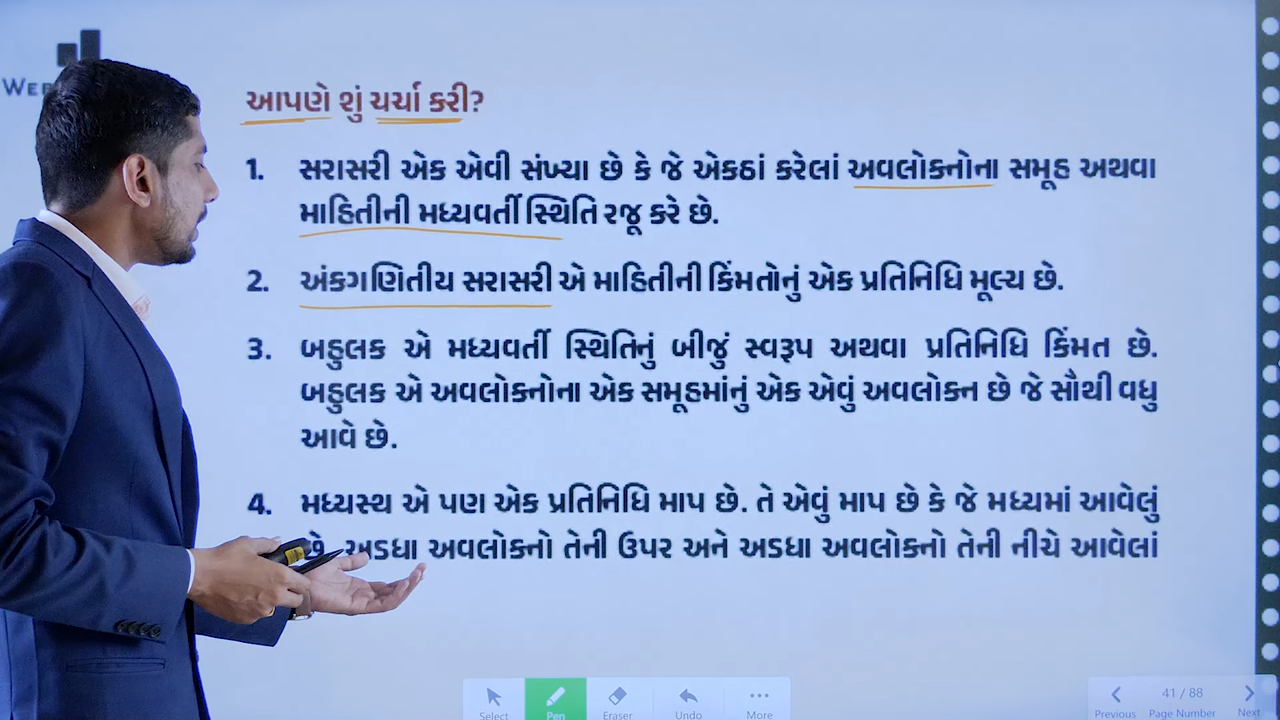 આપણે શું ચર્ચા કરી?
1. સરાસરી એક એવી સંખ્યા છે કે જે એકઠાં કરેલાં અવલોકનોના સમૂહ અથવા
માહિતીની મધ્યવર્તી સ્થિતિ રજૂ કરે છે.
2. અંકગણિતીય સરાસરી એ માહિતીની કિંમતોનું એક પ્રતિનિધિ મૂલ્ય છે.
3. બહુલક એ મધ્યવર્તી સ્થિતિનું બીજું સ્વરૂપ અથવા પ્રતિનિધિ કિંમત છે.
બહુલક એ અવલોકનોના એક સમૂહમાંનું એક એવું અવલોકન છે જે સૌથી વધુ
આવે છે.
4. મધ્યસ્થ એ પણ એક પ્રતિનિધિ માપ છે. તે એવું માપ છે કે જે મધ્યમાં આવેલું
છે. અડધા અવલોકનો તેની ઉપર અને અડધા અવલોકનો તેની નીચે આવેલાં
Select Pen Eraser Undo More
41 / 88
Previous Page Number Next